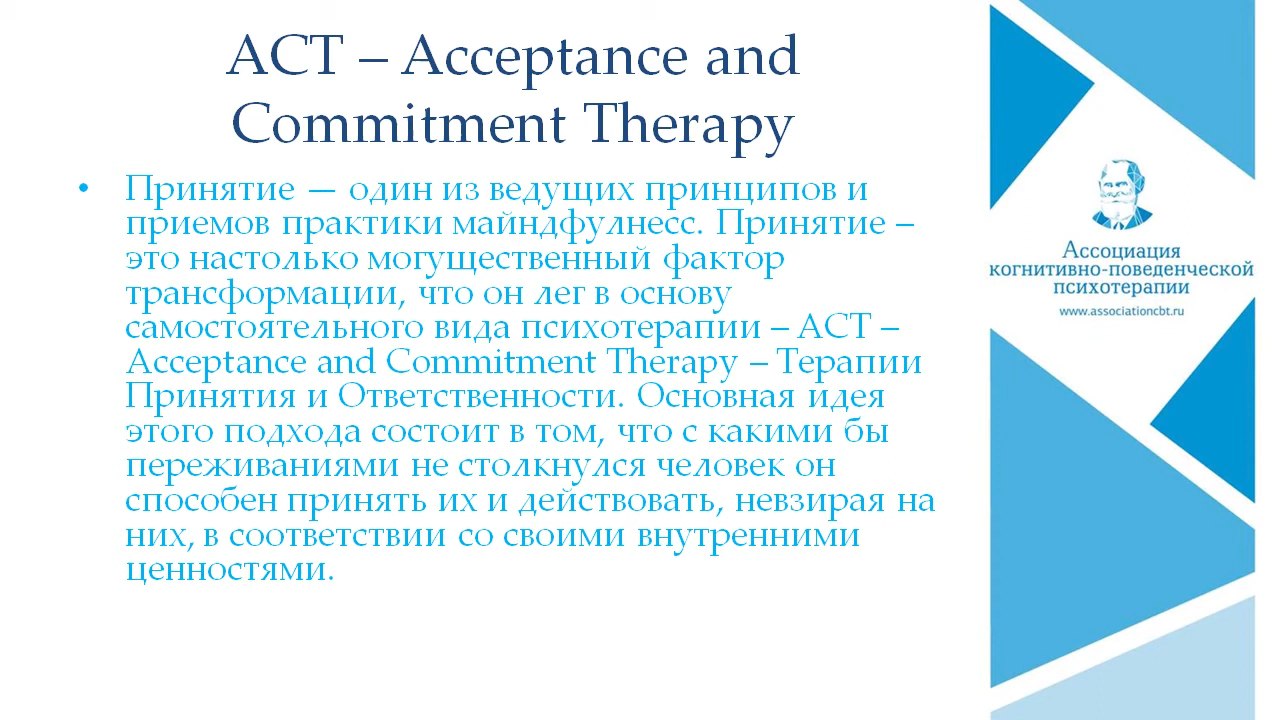 ACT – Acceptance and
Commitment Therapy
• Принятие — один из ведущих принципов и
приемов практики майндфулнесс. Принятие –
это настолько могущественный фактор
трансформации, что он лег в основу
самостоятельного вида психотерапии – ACT –
Acceptance and Commitment Therapy – Терапии
Принятия и Ответственности. Основная идея
этого подхода состоит в том, что с какими бы
переживаниями не столкнулся человек он
способен принять их и действовать, невзирая на
них, в соответствии со своими внутренними
ценностями.
Ассоциация
когнитивно-поведенческой
психотерапии
www.associationcbt.ru